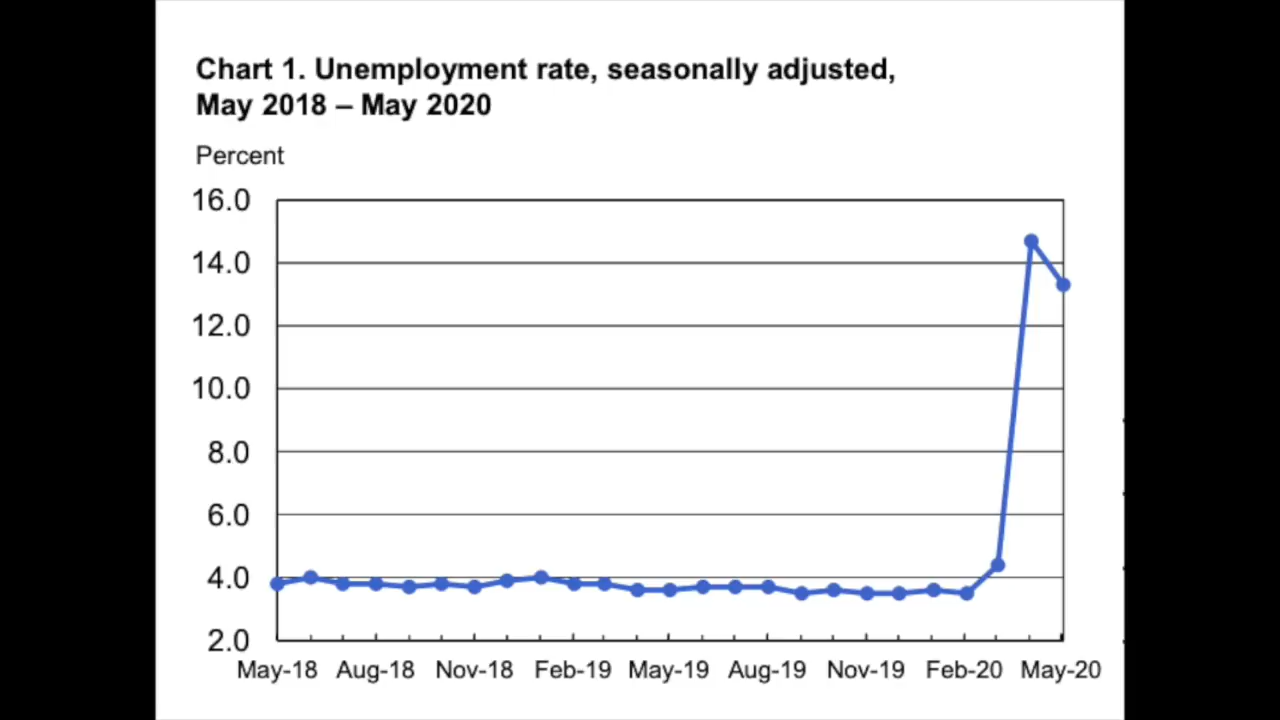 Chart 1. Unemployment rate, seasonally adjusted,
May 2018 – May 2020
Percent
16.0
14.0
12.0
10.0
8.0
6.0
4.0
2.0
May-18 Aug-18 Nov-18 Feb-19 May-19 Aug-19 Nov-19 Feb-20 May-20